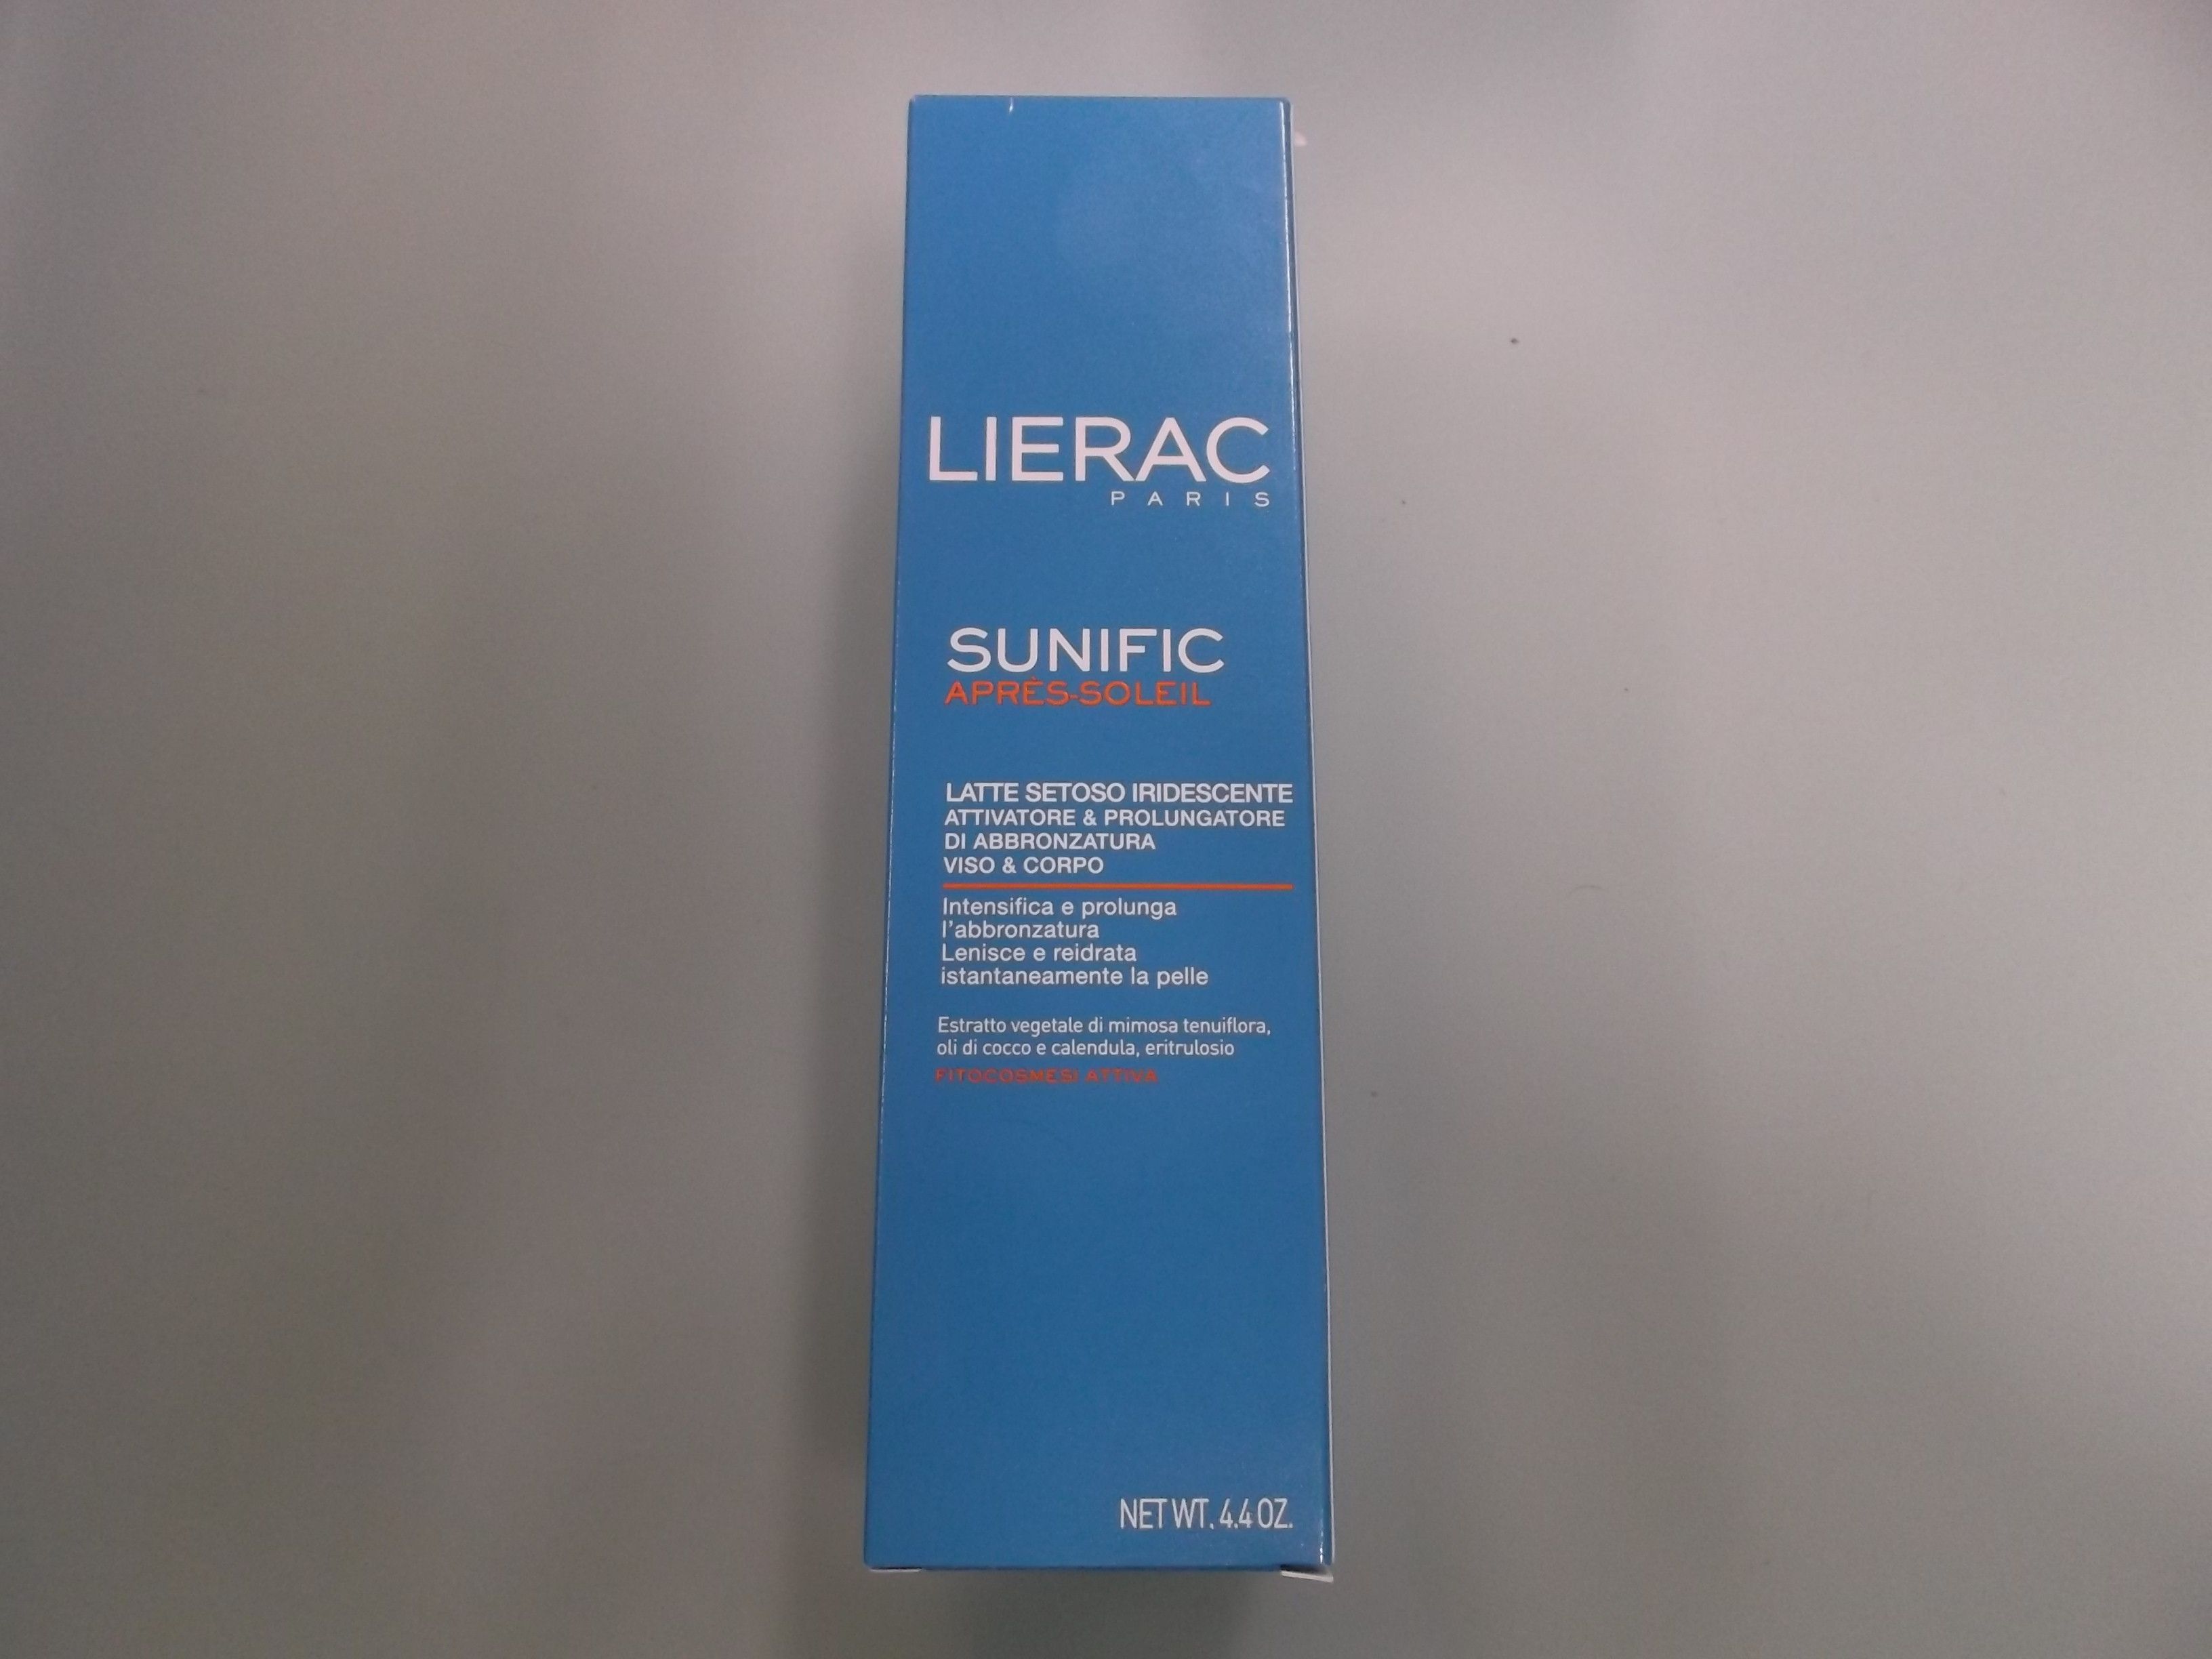 LIERAC
PARIS
SUNIFIC
APRÈS-SOLEIL
LATTE SETOSO IRIDESCENTE
ATTIVATORE & PROLUNGATORE
DI ABBRONZATURA
VISO & CORPO
Intensifica e prolunga
l'abbronzatura
Lenisce e reidrata
istantaneamente la pelle
Estratto vegetale di mimosa tenuiflora,
oli di cocco e calendula, eritrulosio
FITOCOSMESI ATTIVA
NET WT. 4.4 OZ.